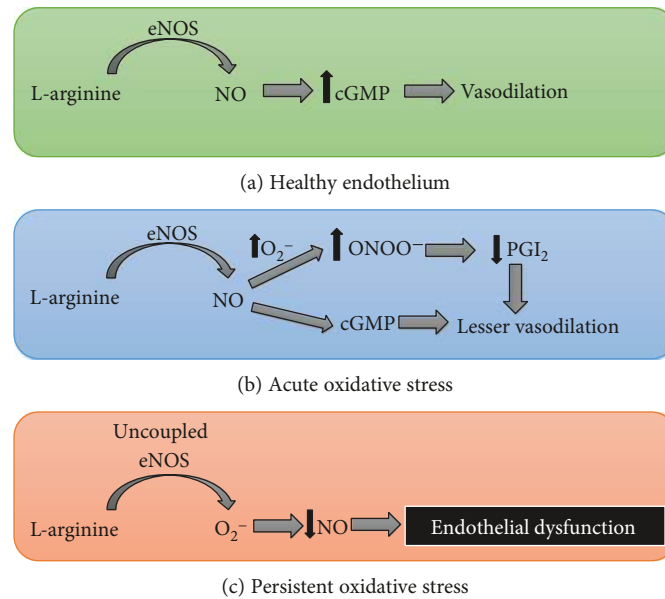 eNOS
L-arginine NO cGMP Vasodilation
(a) Healthy endothelium
eNOS O₂⁻ ONOO⁻ PGI₂
L-arginine NO
cGMP Lesser vasodilation
(b) Acute oxidative stress
Uncoupled
eNOS
L-arginine O₂⁻ NO Endothelial dysfunction
(c) Persistent oxidative stress